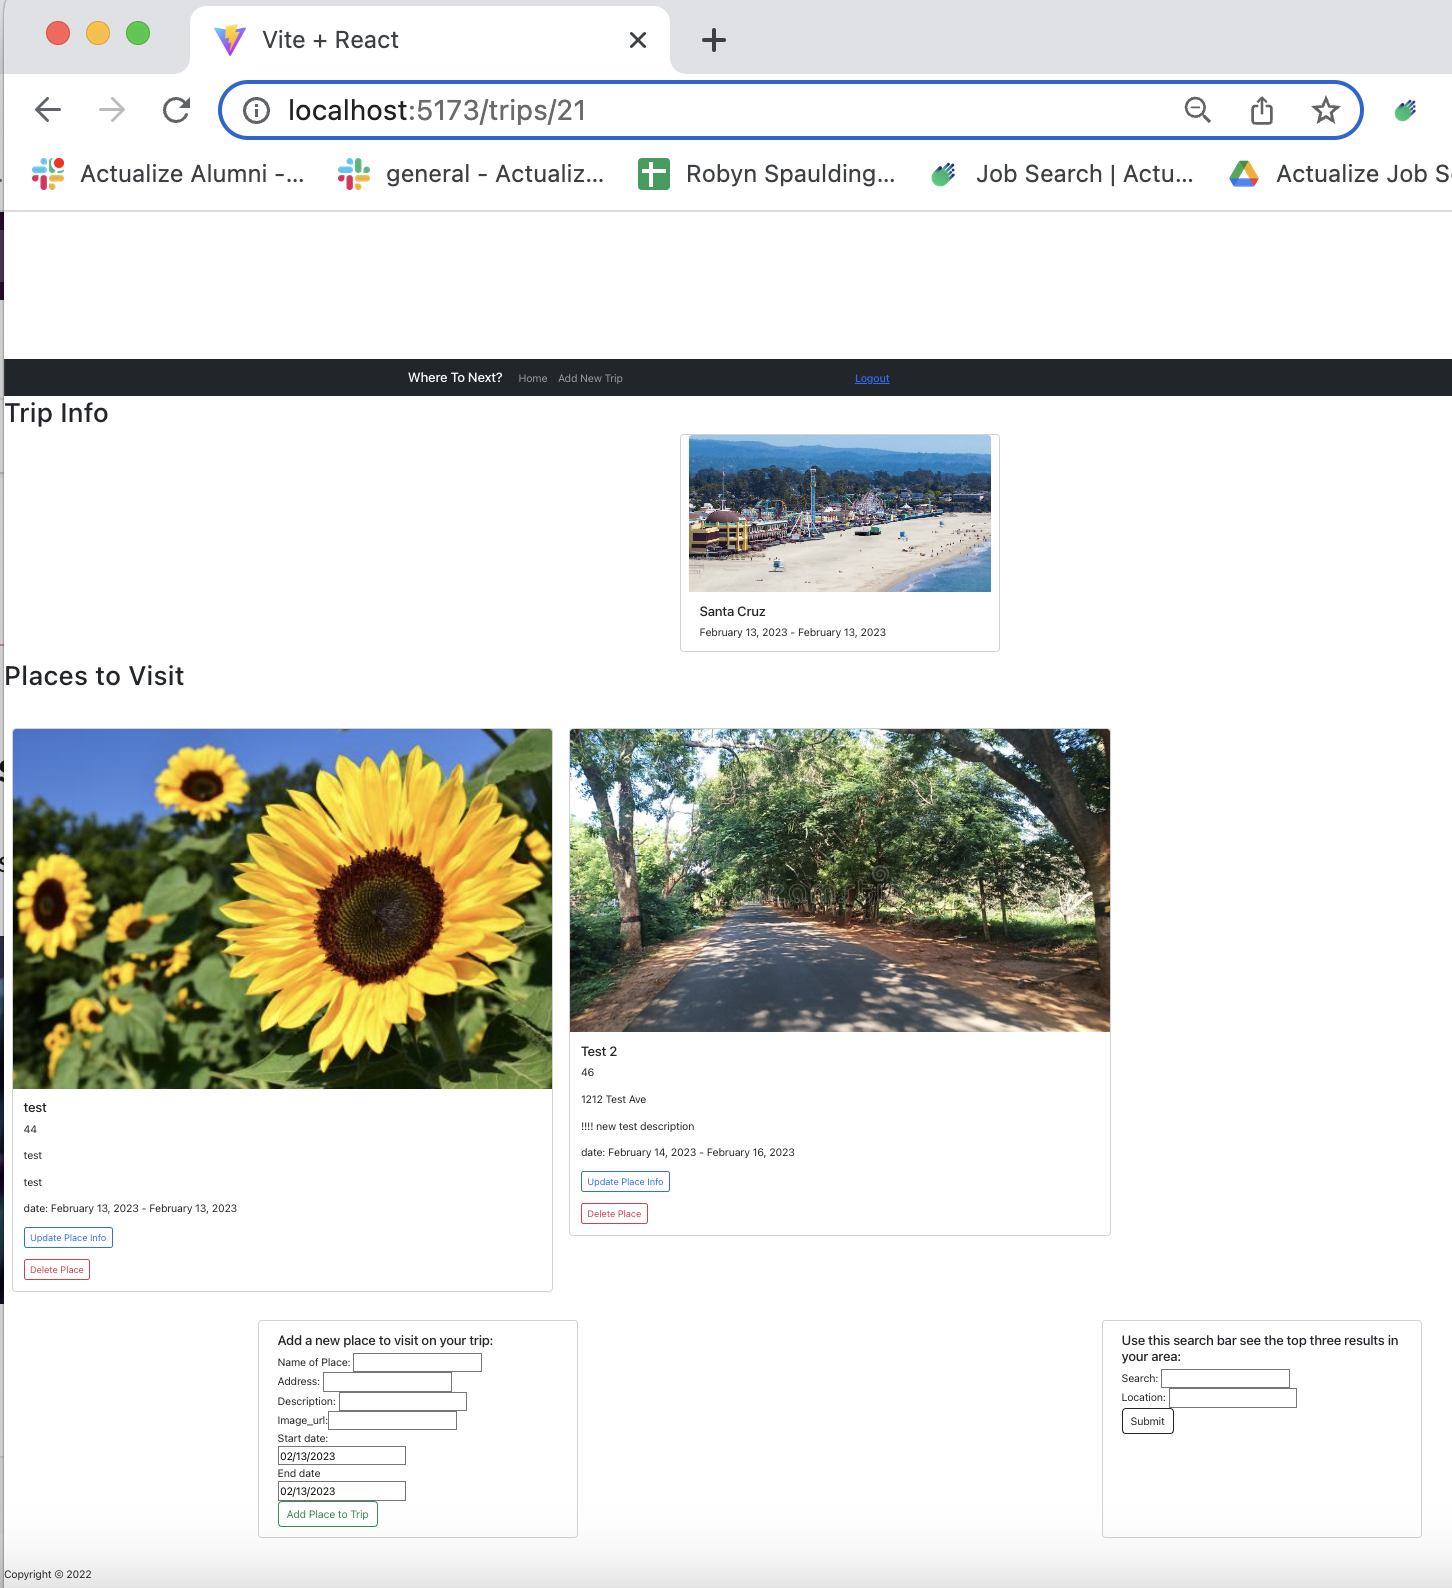 Vite + React
localhost:5173/trips/21
Actualize Alumni -... general - Actualiz... Robyn Spaulding... Job Search | Actu... Actualize Job S
Where To Next? Home Add New Trip Logout
Trip Info
Santa Cruz
February 13, 2023 - February 13, 2023
Places to Visit
test
44
test
test
date: February 13, 2023 - February 13, 2023
Update Place Info
Delete Place
Test 2
46
1212 Test Ave
!!!! new test description
date: February 14, 2023 - February 16, 2023
Update Place Info
Delete Place
Add a new place to visit on your trip:
Name of Place:
Address:
Description:
Image_url:
Start date:
02/13/2023
End date
02/13/2023
Add Place to Trip
Use this search bar see the top three results in
your area:
Search:
Location:
Submit
Copyright © 2022